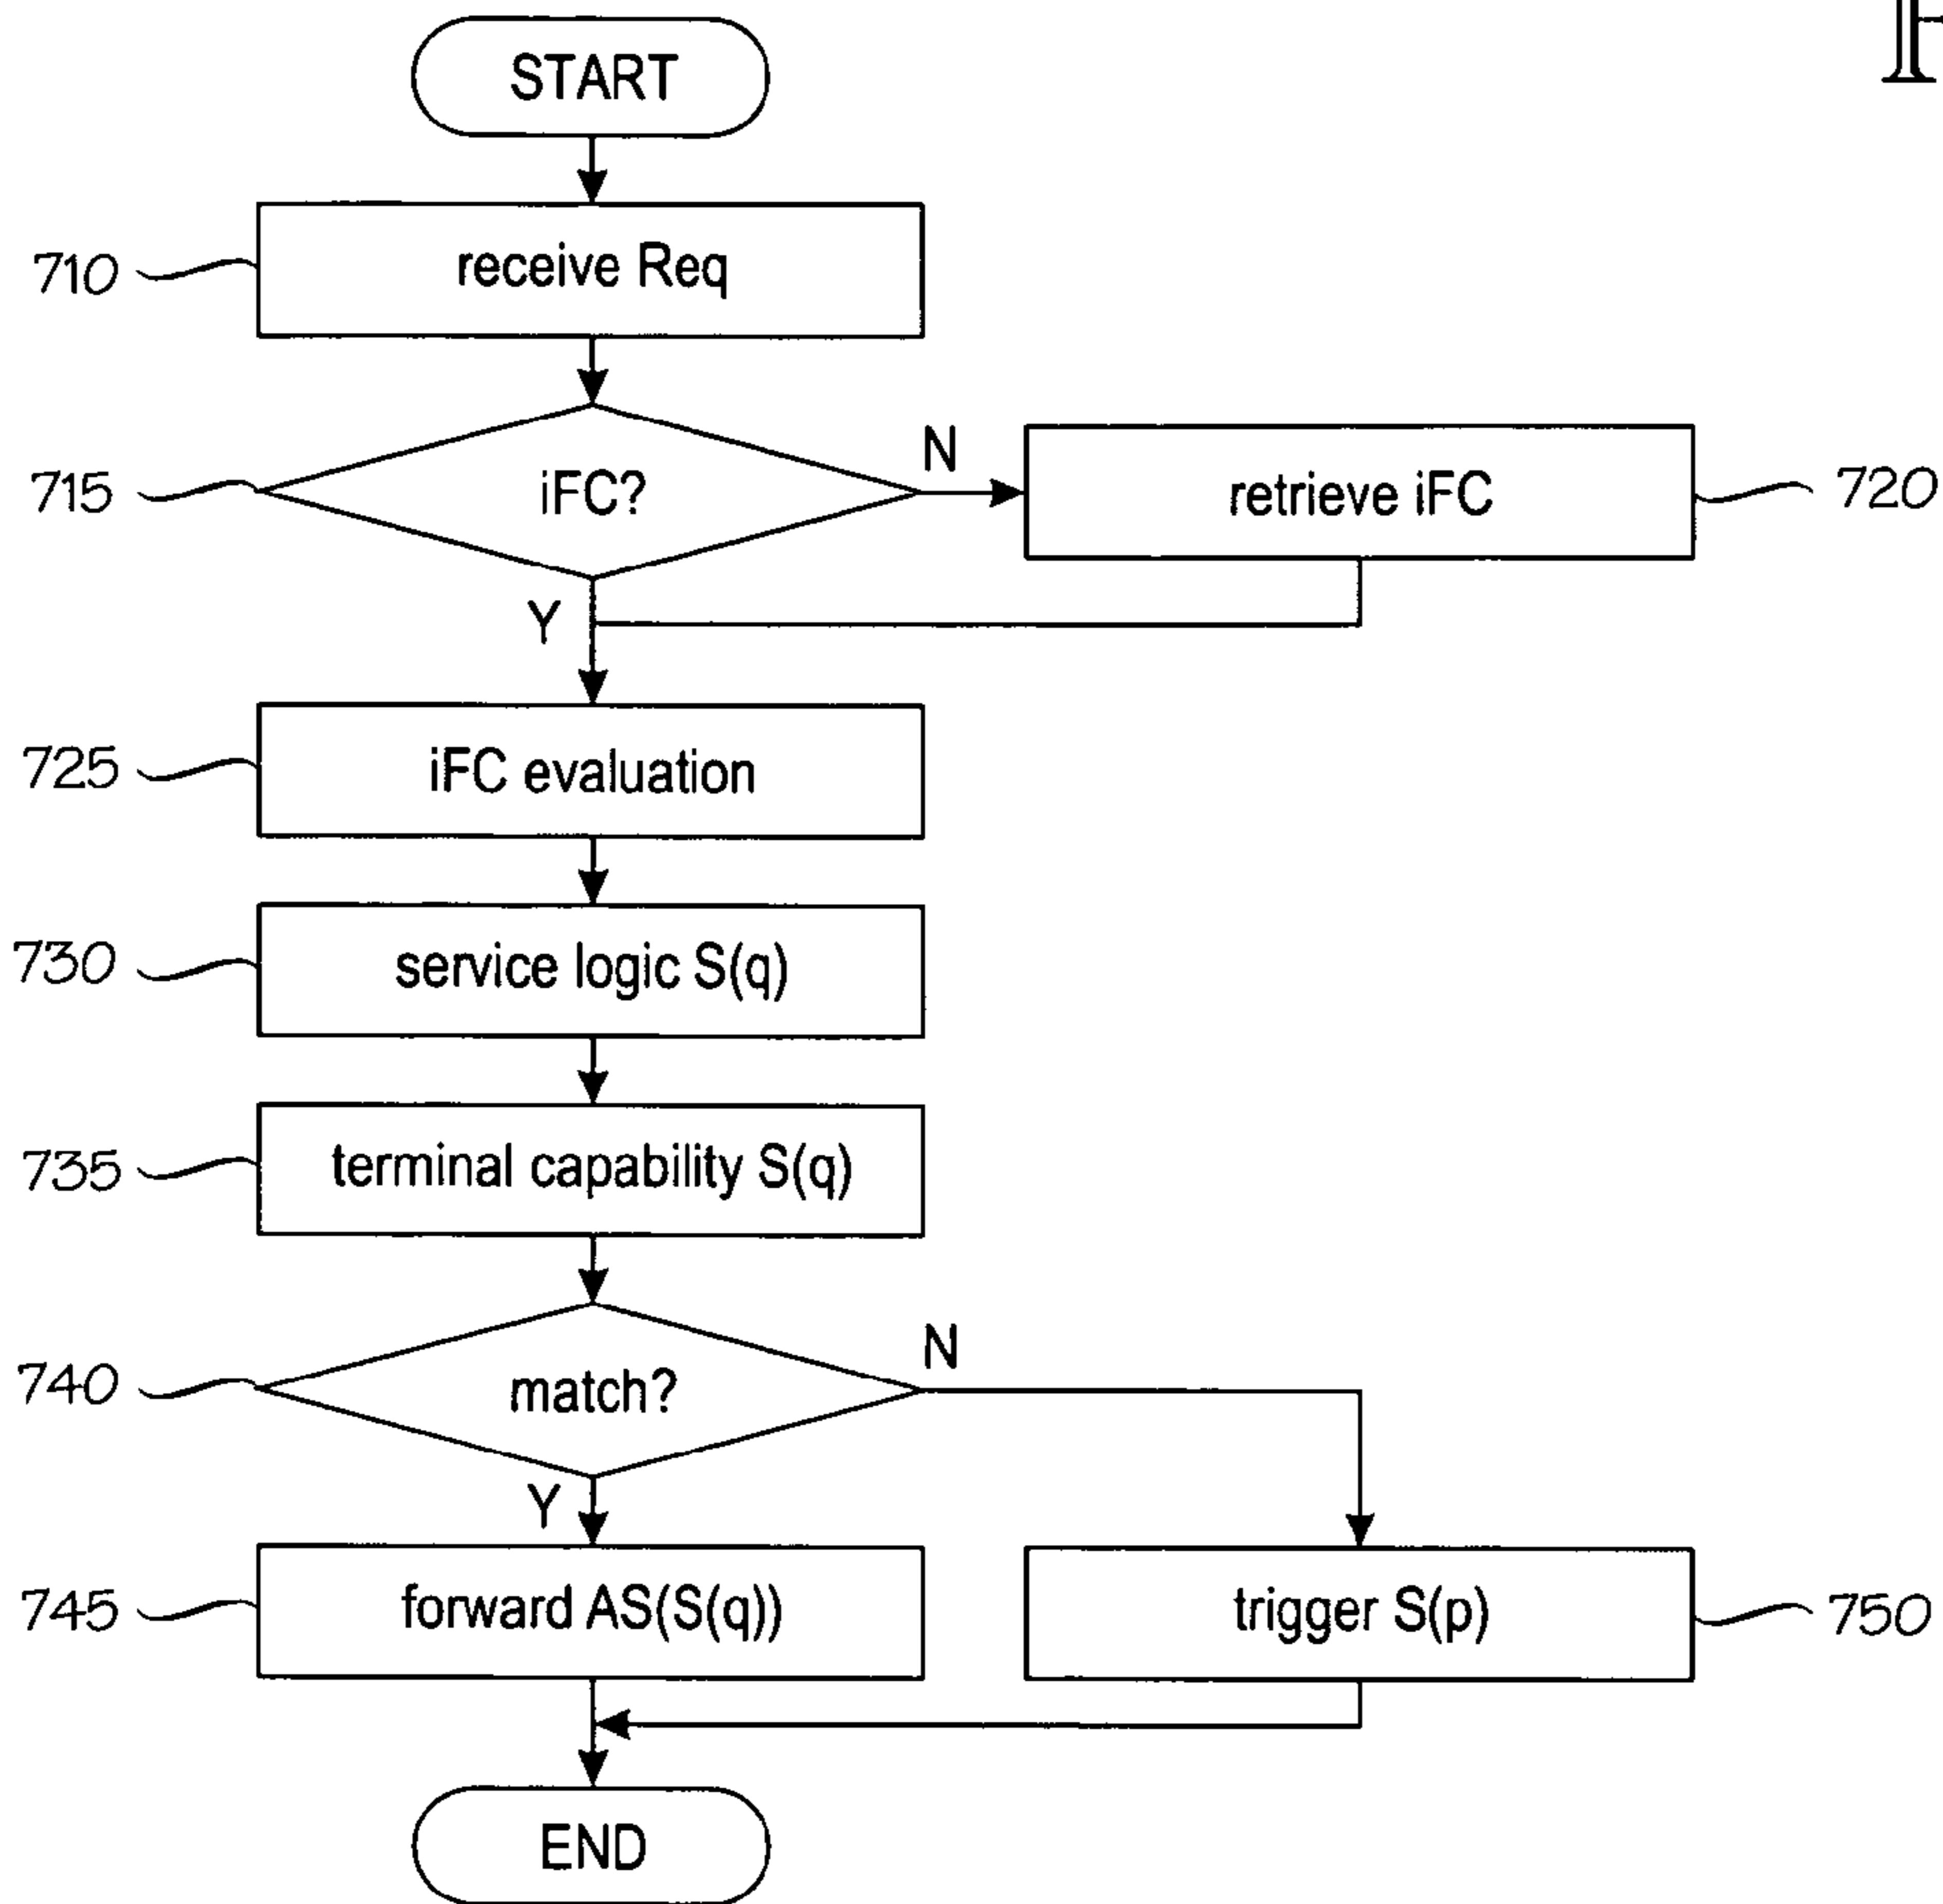 START
710
receive Req
715
iFC?
N
retrieve iFC
720
Y
725
iFC evaluation
730
service logic S(q)
735
terminal capability S(q)
740
match?
N
Y
745
forward AS(S(q))
trigger S(p)
750
END